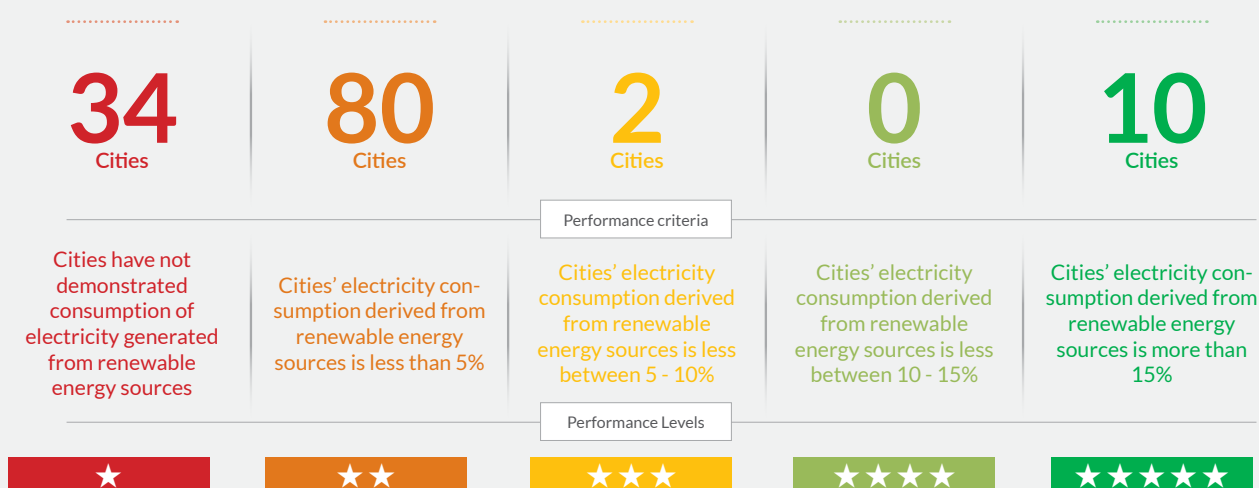 34
Cities
80
Cities
2
Cities
0
Cities
10
Cities
Performance criteria
Cities have not
demonstrated
consumption of
electricity generated
from renewable
energy sources
Cities' electricity con-
sumption derived from
renewable energy
sources is less than 5%
Cities' electricity
consumption derived
from renewable
energy sources is less
between 5 - 10%
Cities' electricity
consumption derived
from renewable
energy sources is less
between 10 - 15%
Cities' electricity con-
sumption derived from
renewable energy
sources is more than
15%
Performance Levels